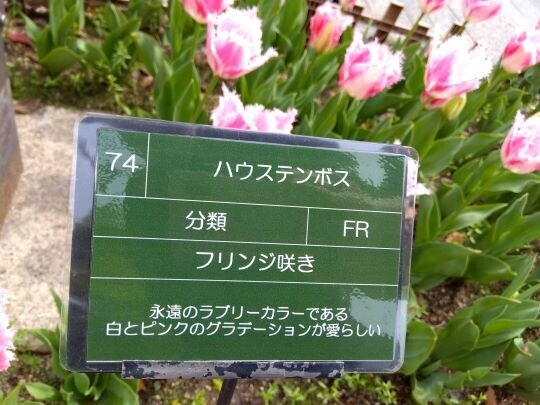 74 ハウステンボス
分類 FR
フリンジ咲き
永遠のラブリーカラーである
白とピンクのグラデーションが愛らしい